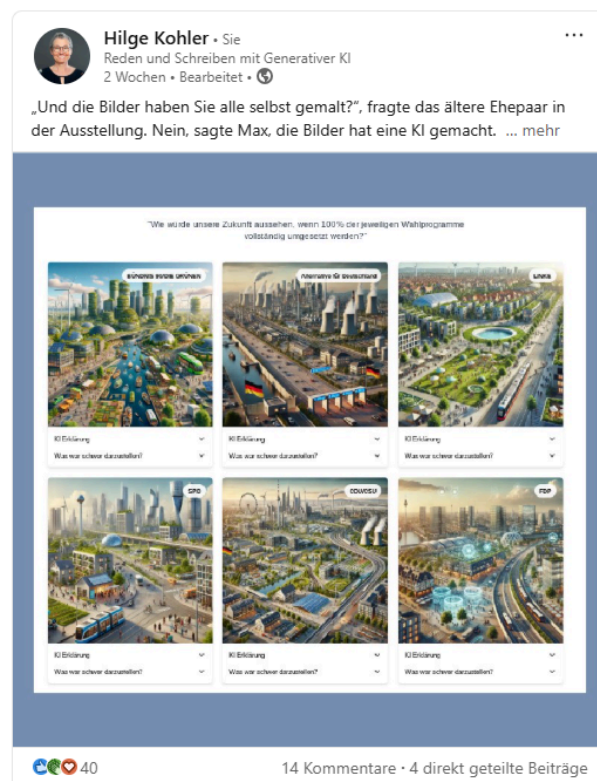 Hilge Kohler • Sie
Reden und Schreiben mit Generativer KI
2 Wochen • Bearbeitet •
„Und die Bilder haben Sie alle selbst gemalt?“, fragte das ältere Ehepaar in
der Ausstellung. Nein, sagte Max, die Bilder hat eine KI gemacht. ... mehr
"Wie würde unsere Zukunft aussehen, wenn 100% der jeweiligen Wahlprogramme
vollständig umgesetzt werden?"
BÜNDNIS 90/DIE GRÜNEN
Alternative für Deutschland
LINKE
KI Erklärung
KI Erklärung
KI Erklärung
Was war schwer darzustellen?
Was war schwer darzustellen?
Was war schwer darzustellen?
SPD
CDU/CSU
FDP
KI Erklärung
KI Erklärung
KI Erklärung
Was war schwer darzustellen?
Was war schwer darzustellen?
Was war schwer darzustellen?
40
14 Kommentare • 4 direkt geteilte Beiträge